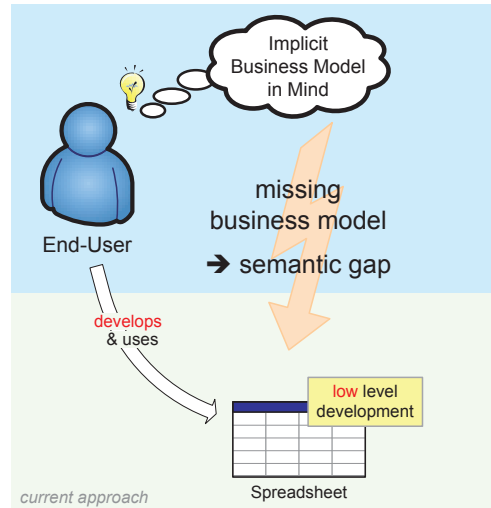 Implicit
Business Model
in Mind
missing
business model
➔ semantic gap
End-User
develops
& uses
low level
development
Spreadsheet
current approach